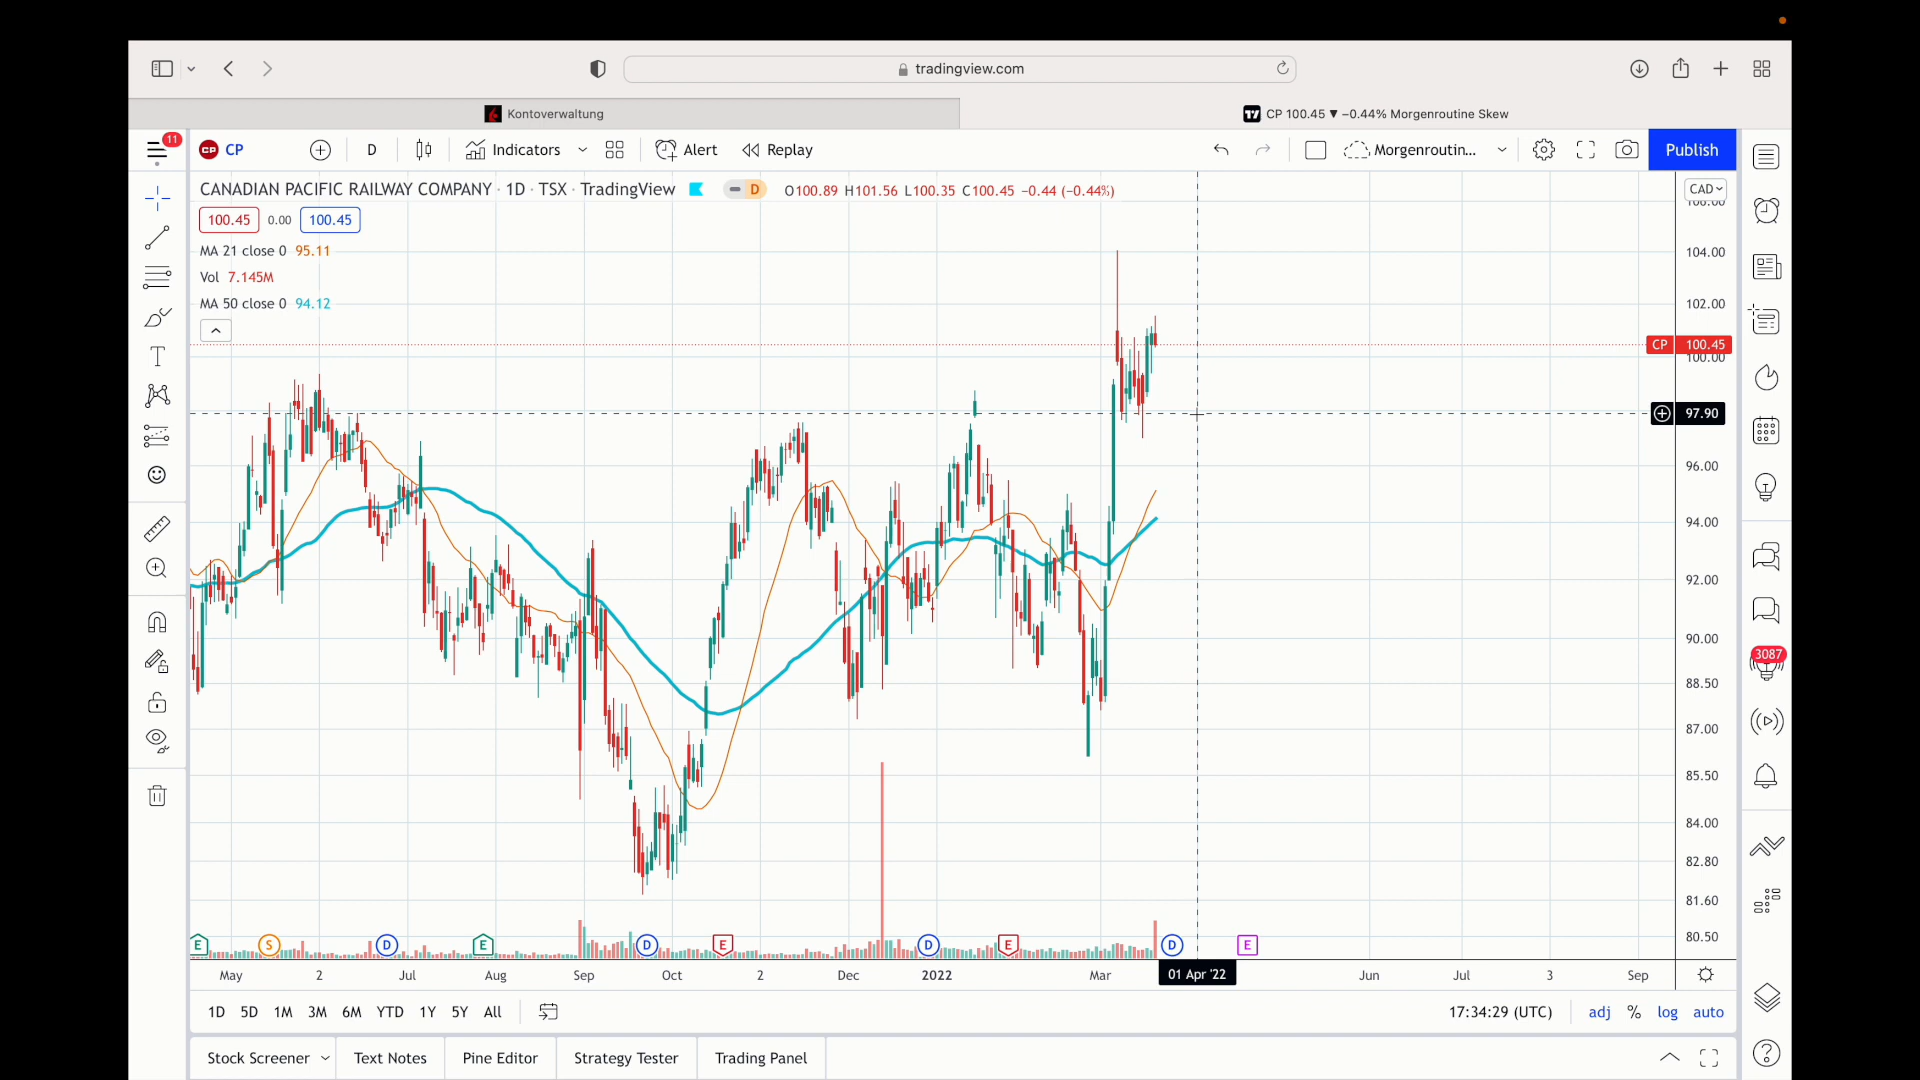 tradingview.com
Kontoverwaltung
CP 100.45 ▼ −0.44% Morgenroutine Skew
11
CP
D
Indicators
Alert
Replay
Morgenroutin...
Publish
CANADIAN PACIFIC RAILWAY COMPANY · 1D · TSX · TradingView
D
O100.89 H101.56 L100.35 C100.45 −0.44 (−0.44%)
CAD
100.45 0.00 100.45
MA 21 close 0 95.11
Vol 7.145M
MA 50 close 0 94.12
104.00
102.00
CP 100.45
100.00
97.90
96.00
94.00
92.00
90.00
88.50
87.00
85.50
84.00
82.80
81.60
80.50
3087
E S D E D E D E D E
May 2 Jul Aug Sep Oct 2 Dec 2022 Mar 01 Apr '22 Jun Jul 3 Sep
1D 5D 1M 3M 6M YTD 1Y 5Y All
17:34:29 (UTC) adj % log auto
Stock Screener Text Notes Pine Editor Strategy Tester Trading Panel